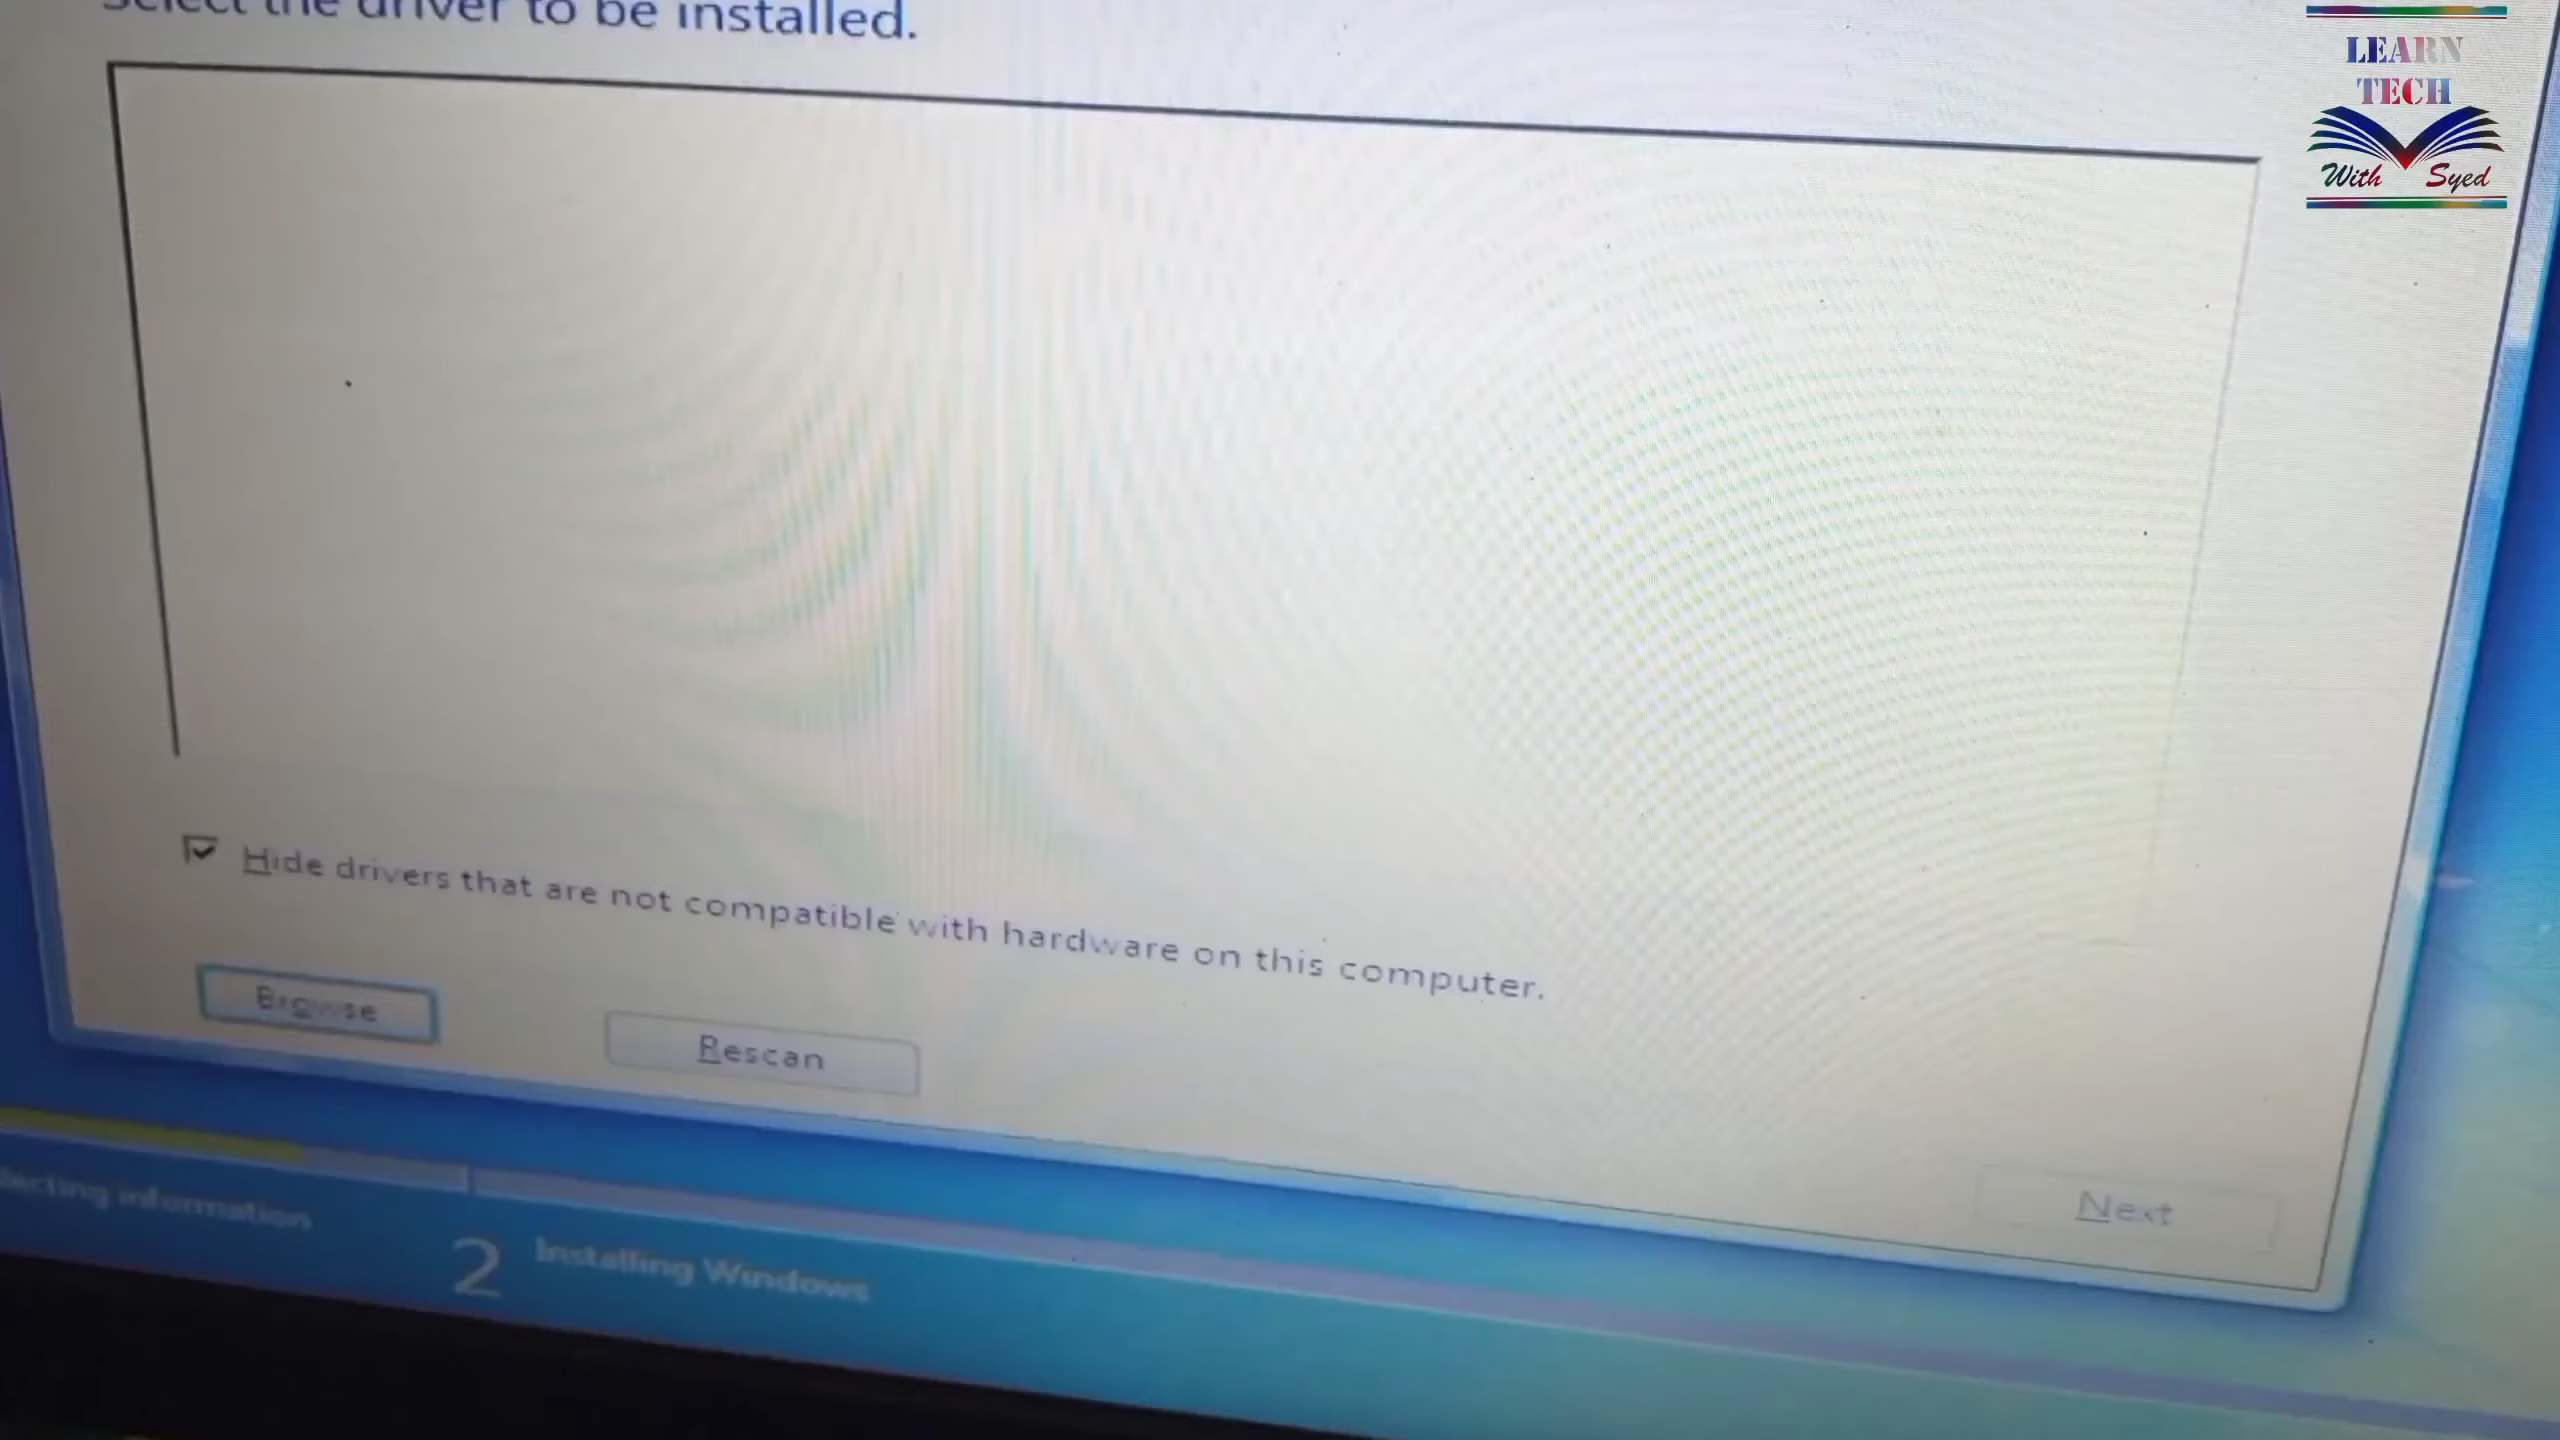 Select the driver to be installed.
LEARN
TECH
With Syed
Hide drivers that are not compatible with hardware on this computer.
Browse
Rescan
Next
2 Installing Windows
information